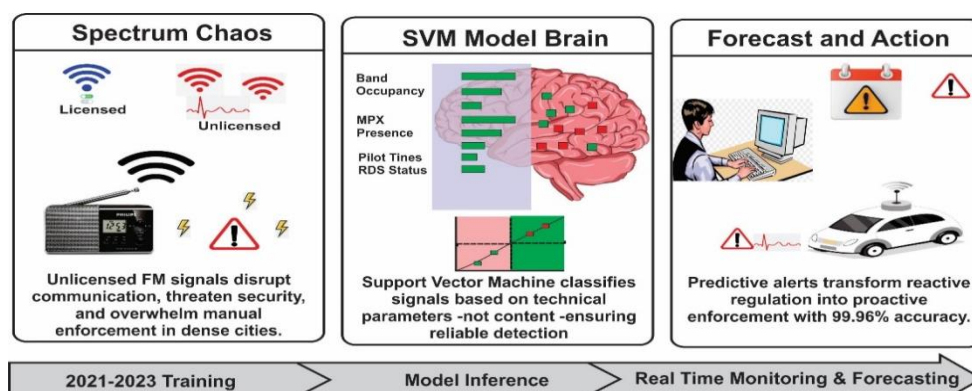 Spectrum Chaos
Licensed
Unlicensed
PHILIPS
Unlicensed FM signals disrupt
communication, threaten security,
and overwhelm manual
enforcement in dense cities.
SVM Model Brain
Band
Occupancy
MPX
Presence
Pilot Tines
RDS Status
Support Vector Machine classifies
signals based on technical
parameters -not content -ensuring
reliable detection
Forecast and Action
Predictive alerts transform reactive
regulation into proactive
enforcement with 99.96% accuracy.
2021-2023 Training
Model Inference
Real Time Monitoring & Forecasting